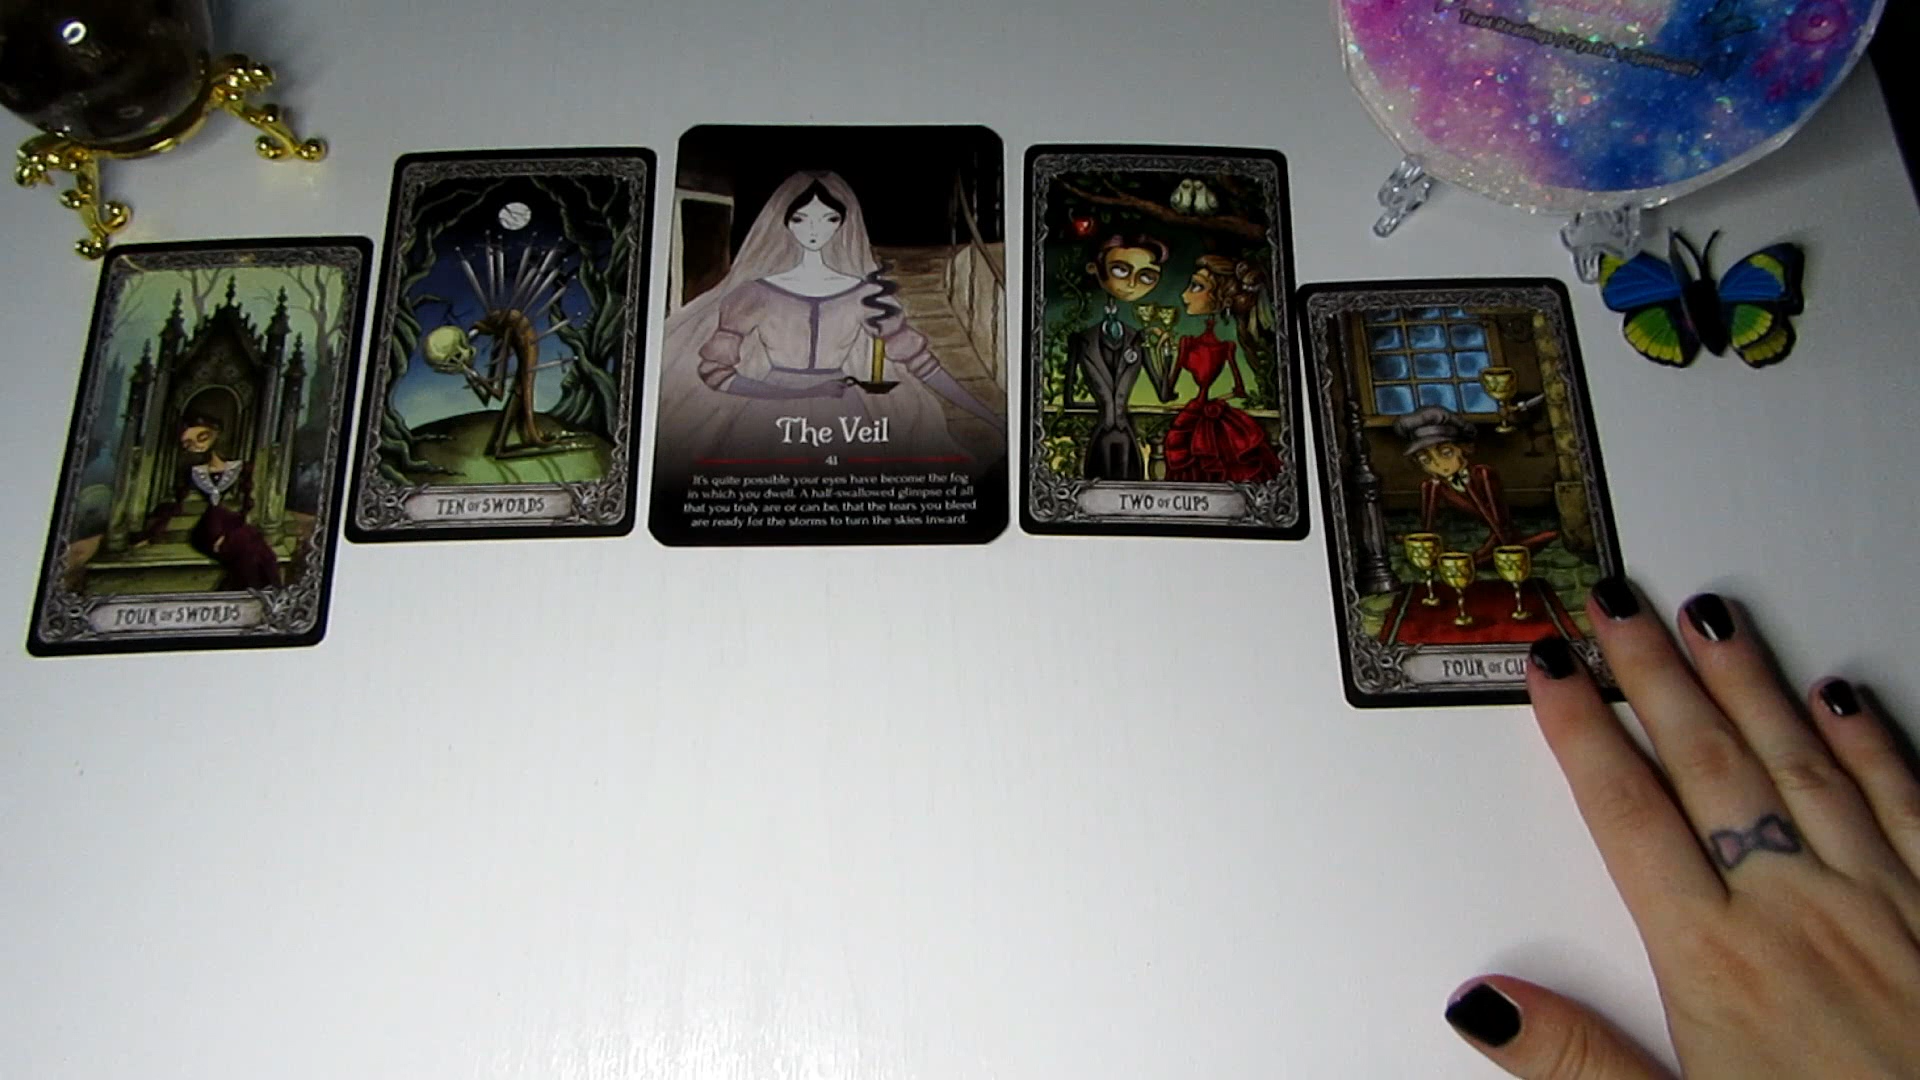 Tarot Readings | Crystals | Spirituality
FOUR OF SWORDS
TEN OF SWORDS
The Veil
41
It's quite possible your eyes have become the fog
in which you dwell. A half-swallowed glimpse of all
that you truly are or can be, that the tears you bleed
are ready for the storms to turn the skies inward.
TWO OF CUPS
FOUR OF CU